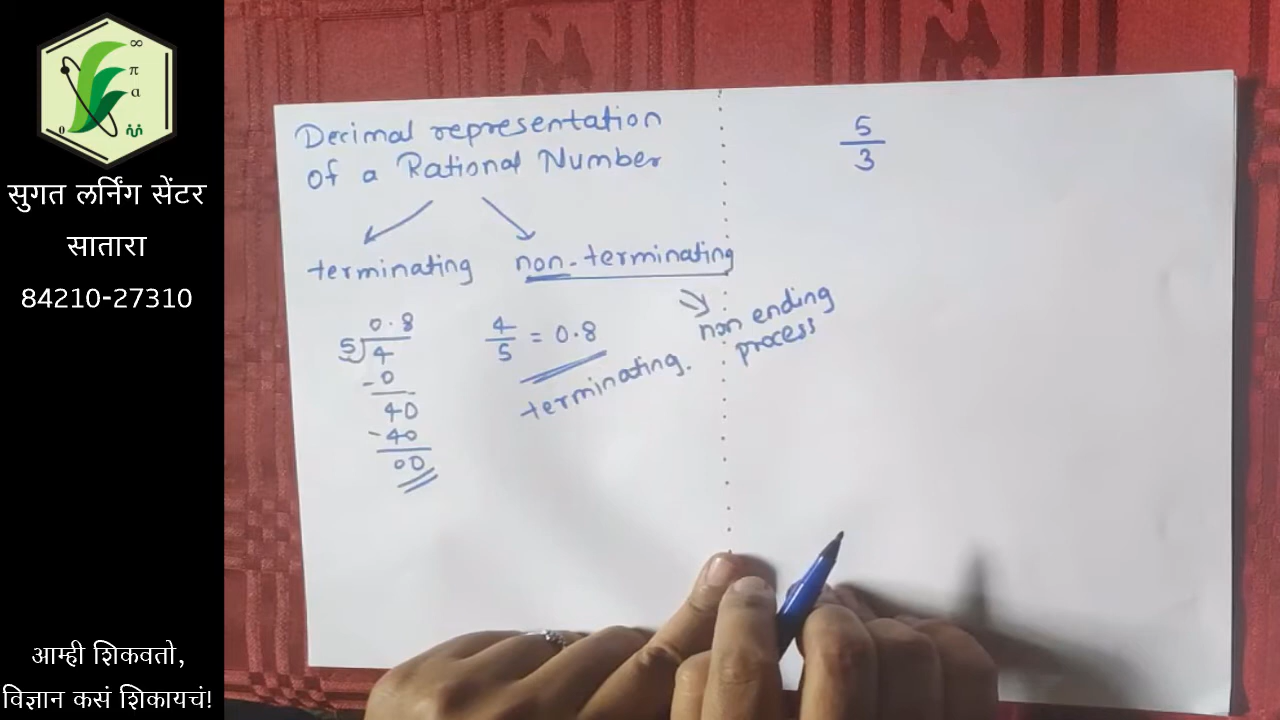 ∞
π
a
0
सुगत लर्निंग सेंटर
सातारा
84210-27310
आम्ही शिकवतो,
विज्ञान कसं शिकायचं!
Decimal representation
of a Rational Number
terminating non-terminating
non ending
process
0.8
5 4
-0
40
-40
00
4
5 = 0.8
terminating.
5
3